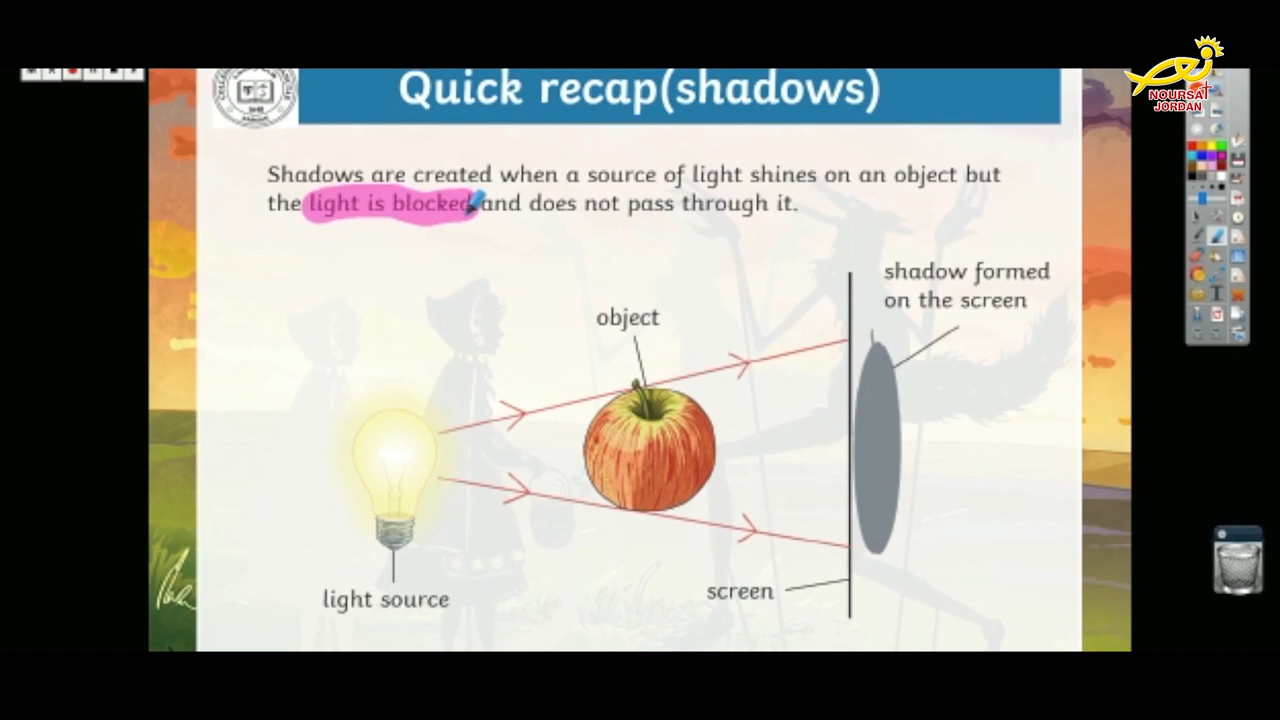 Quick recap(shadows)
NOURSAT
JORDAN
Shadows are created when a source of light shines on an object but
the light is blocked and does not pass through it.
shadow formed
on the screen
object
screen
light source